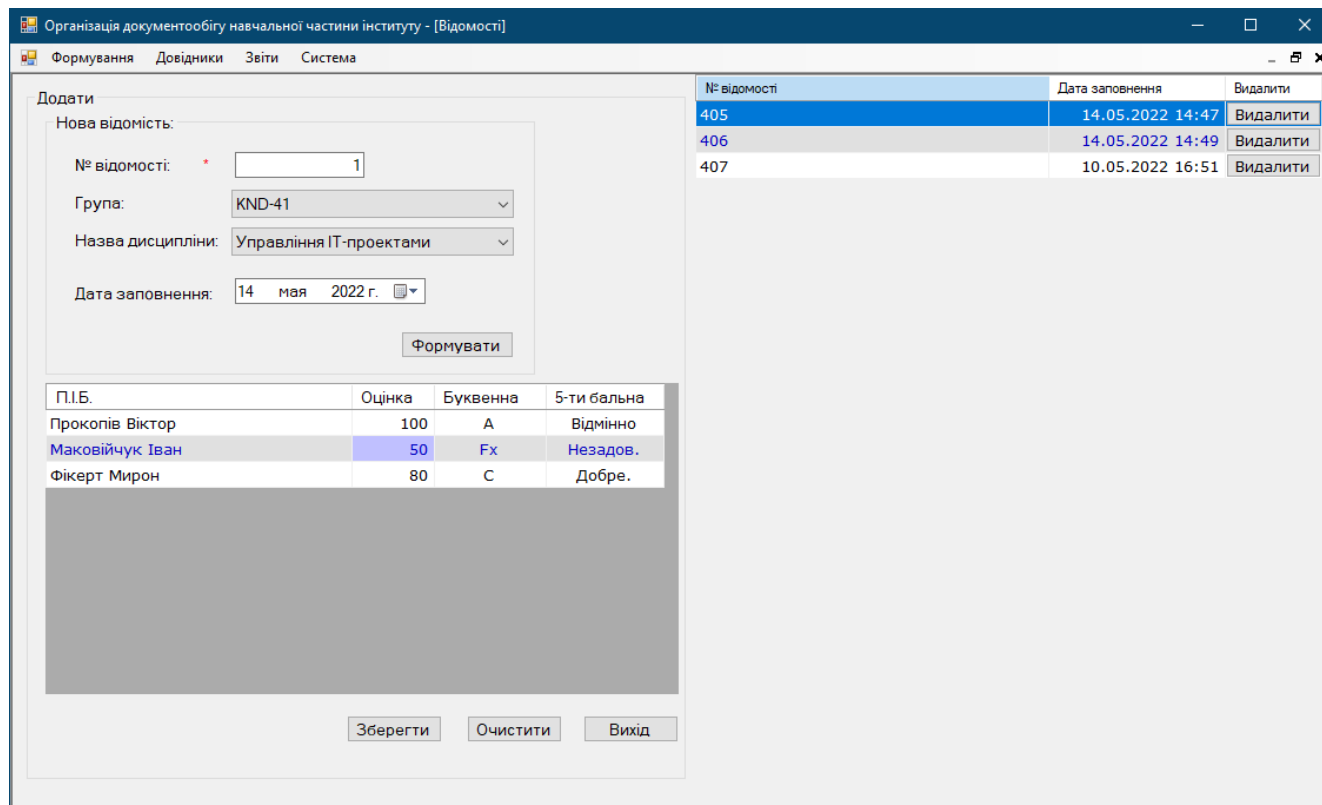 Організація документообігу навчальної частини інституту - [Відомості]
Формування Довідники Звіти Система
Додати
Нова відомість:
№ відомості: * 1
Група: KND-41
Назва дисципліни: Управління ІТ-проектами
Дата заповнення: 14 мая 2022 г.
Формувати
П.І.Б. Оцінка Буквенна 5-ти бальна
Прокопів Віктор 100 A Відмінно
Маковійчук Іван 50 Fx Незадов.
Фікерт Мирон 80 C Добре.
Зберегти Очистити Вихід
№ відомості Дата заповнення Видалити
405 14.05.2022 14:47 Видалити
406 14.05.2022 14:49 Видалити
407 10.05.2022 16:51 Видалити